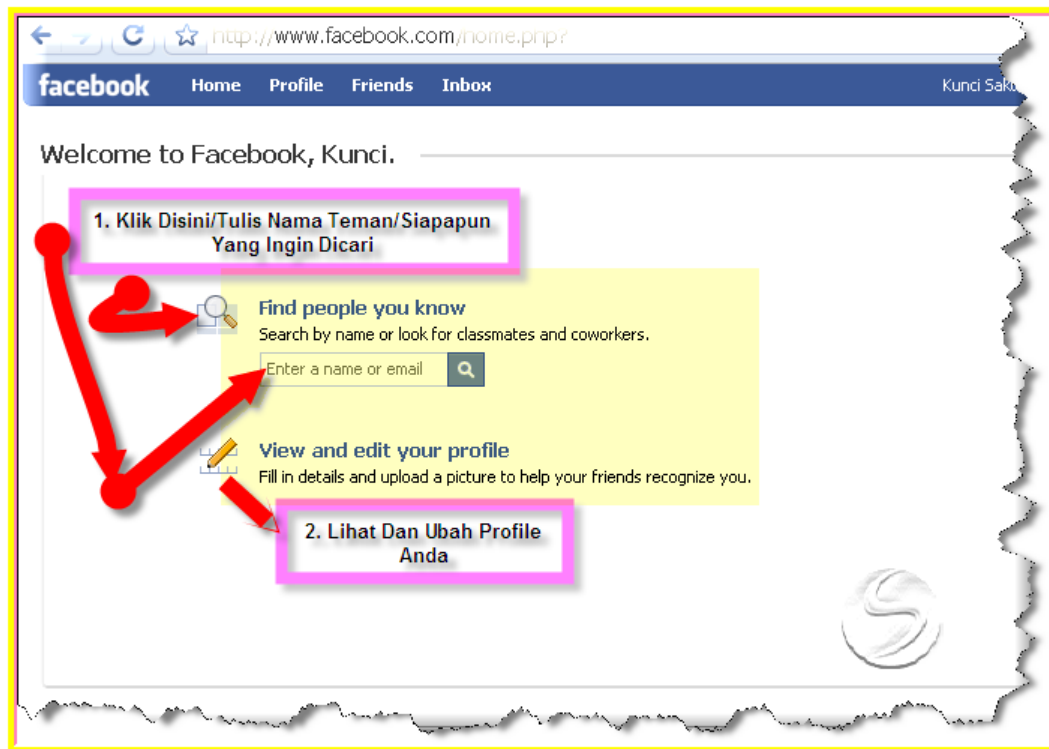 http://www.facebook.com/home.php?
facebook Home Profile Friends Inbox Kunci
Welcome to Facebook, Kunci.
1. Klik Disini/Tulis Nama Teman/Siapapun
Yang Ingin Dicari
Find people you know
Search by name or look for classmates and coworkers.
Enter a name or email
View and edit your profile
Fill in details and upload a picture to help your friends recognize you.
2. Lihat Dan Ubah Profile
Anda